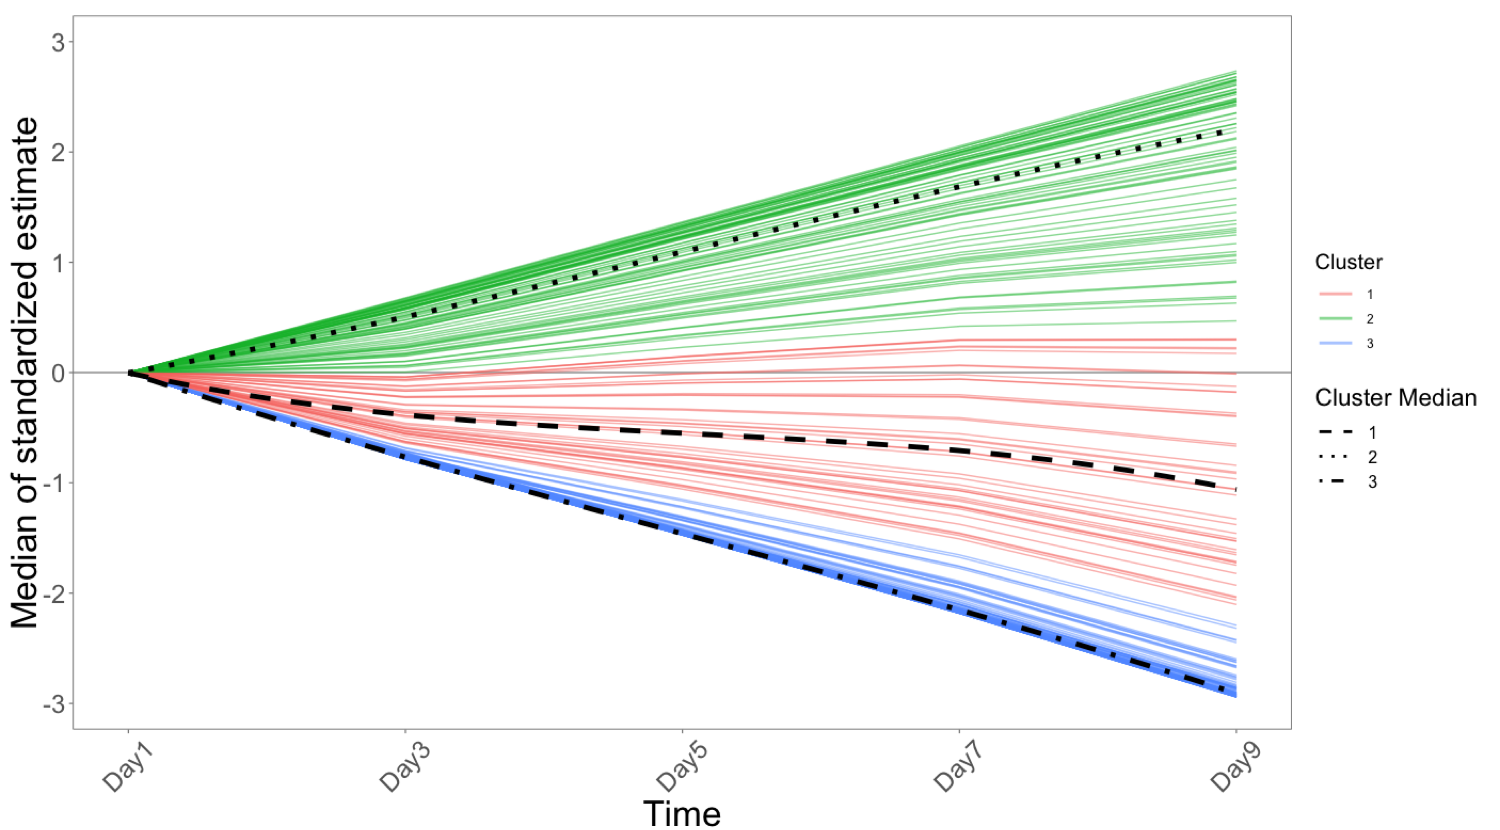 Median of standardized estimate
3
2
1
0
-1
-2
-3
Day1
Day3
Day5
Day7
Day9
Time
Cluster
1
2
3
Cluster Median
1
2
3